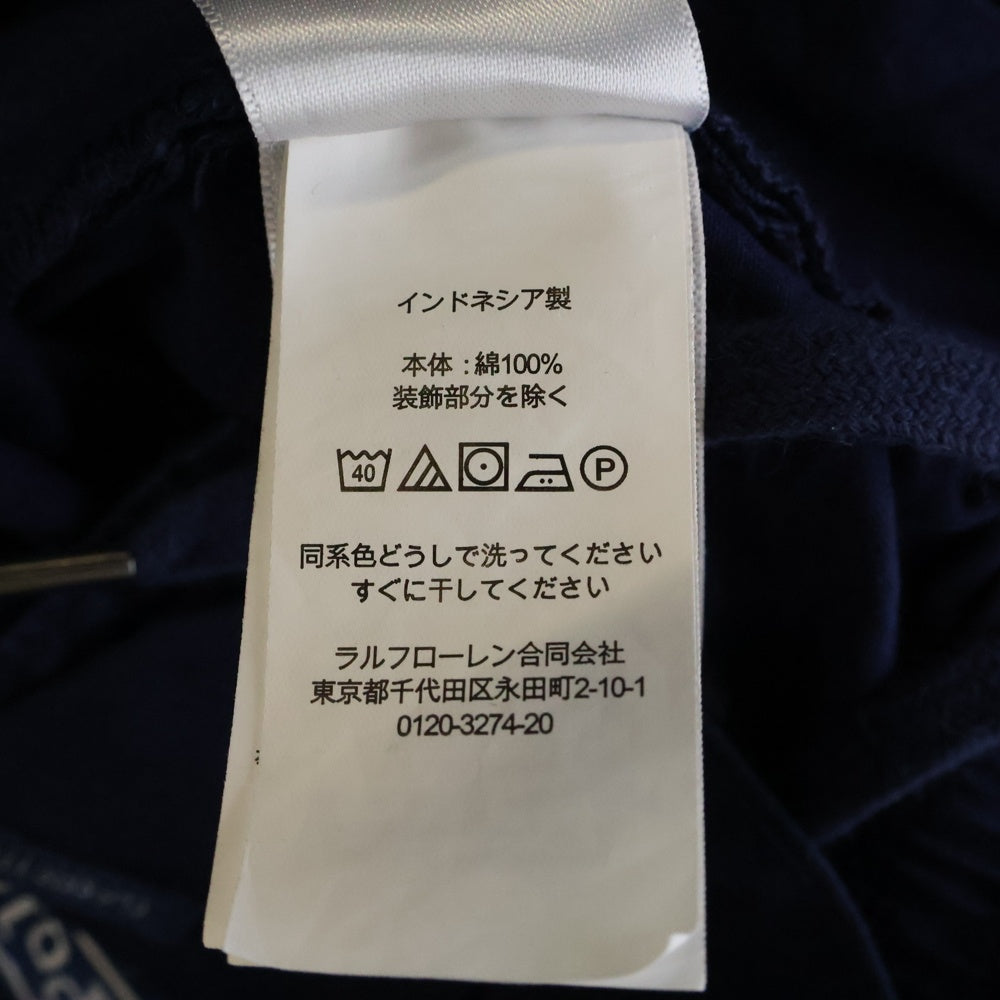 インドネシア製
本体：綿100%
装飾部分を除く
40 P
同系色どうしで洗ってください
すぐに干してください
ラルフローレン合同会社
東京都千代田区永田町2-10-1
0120-3274-20